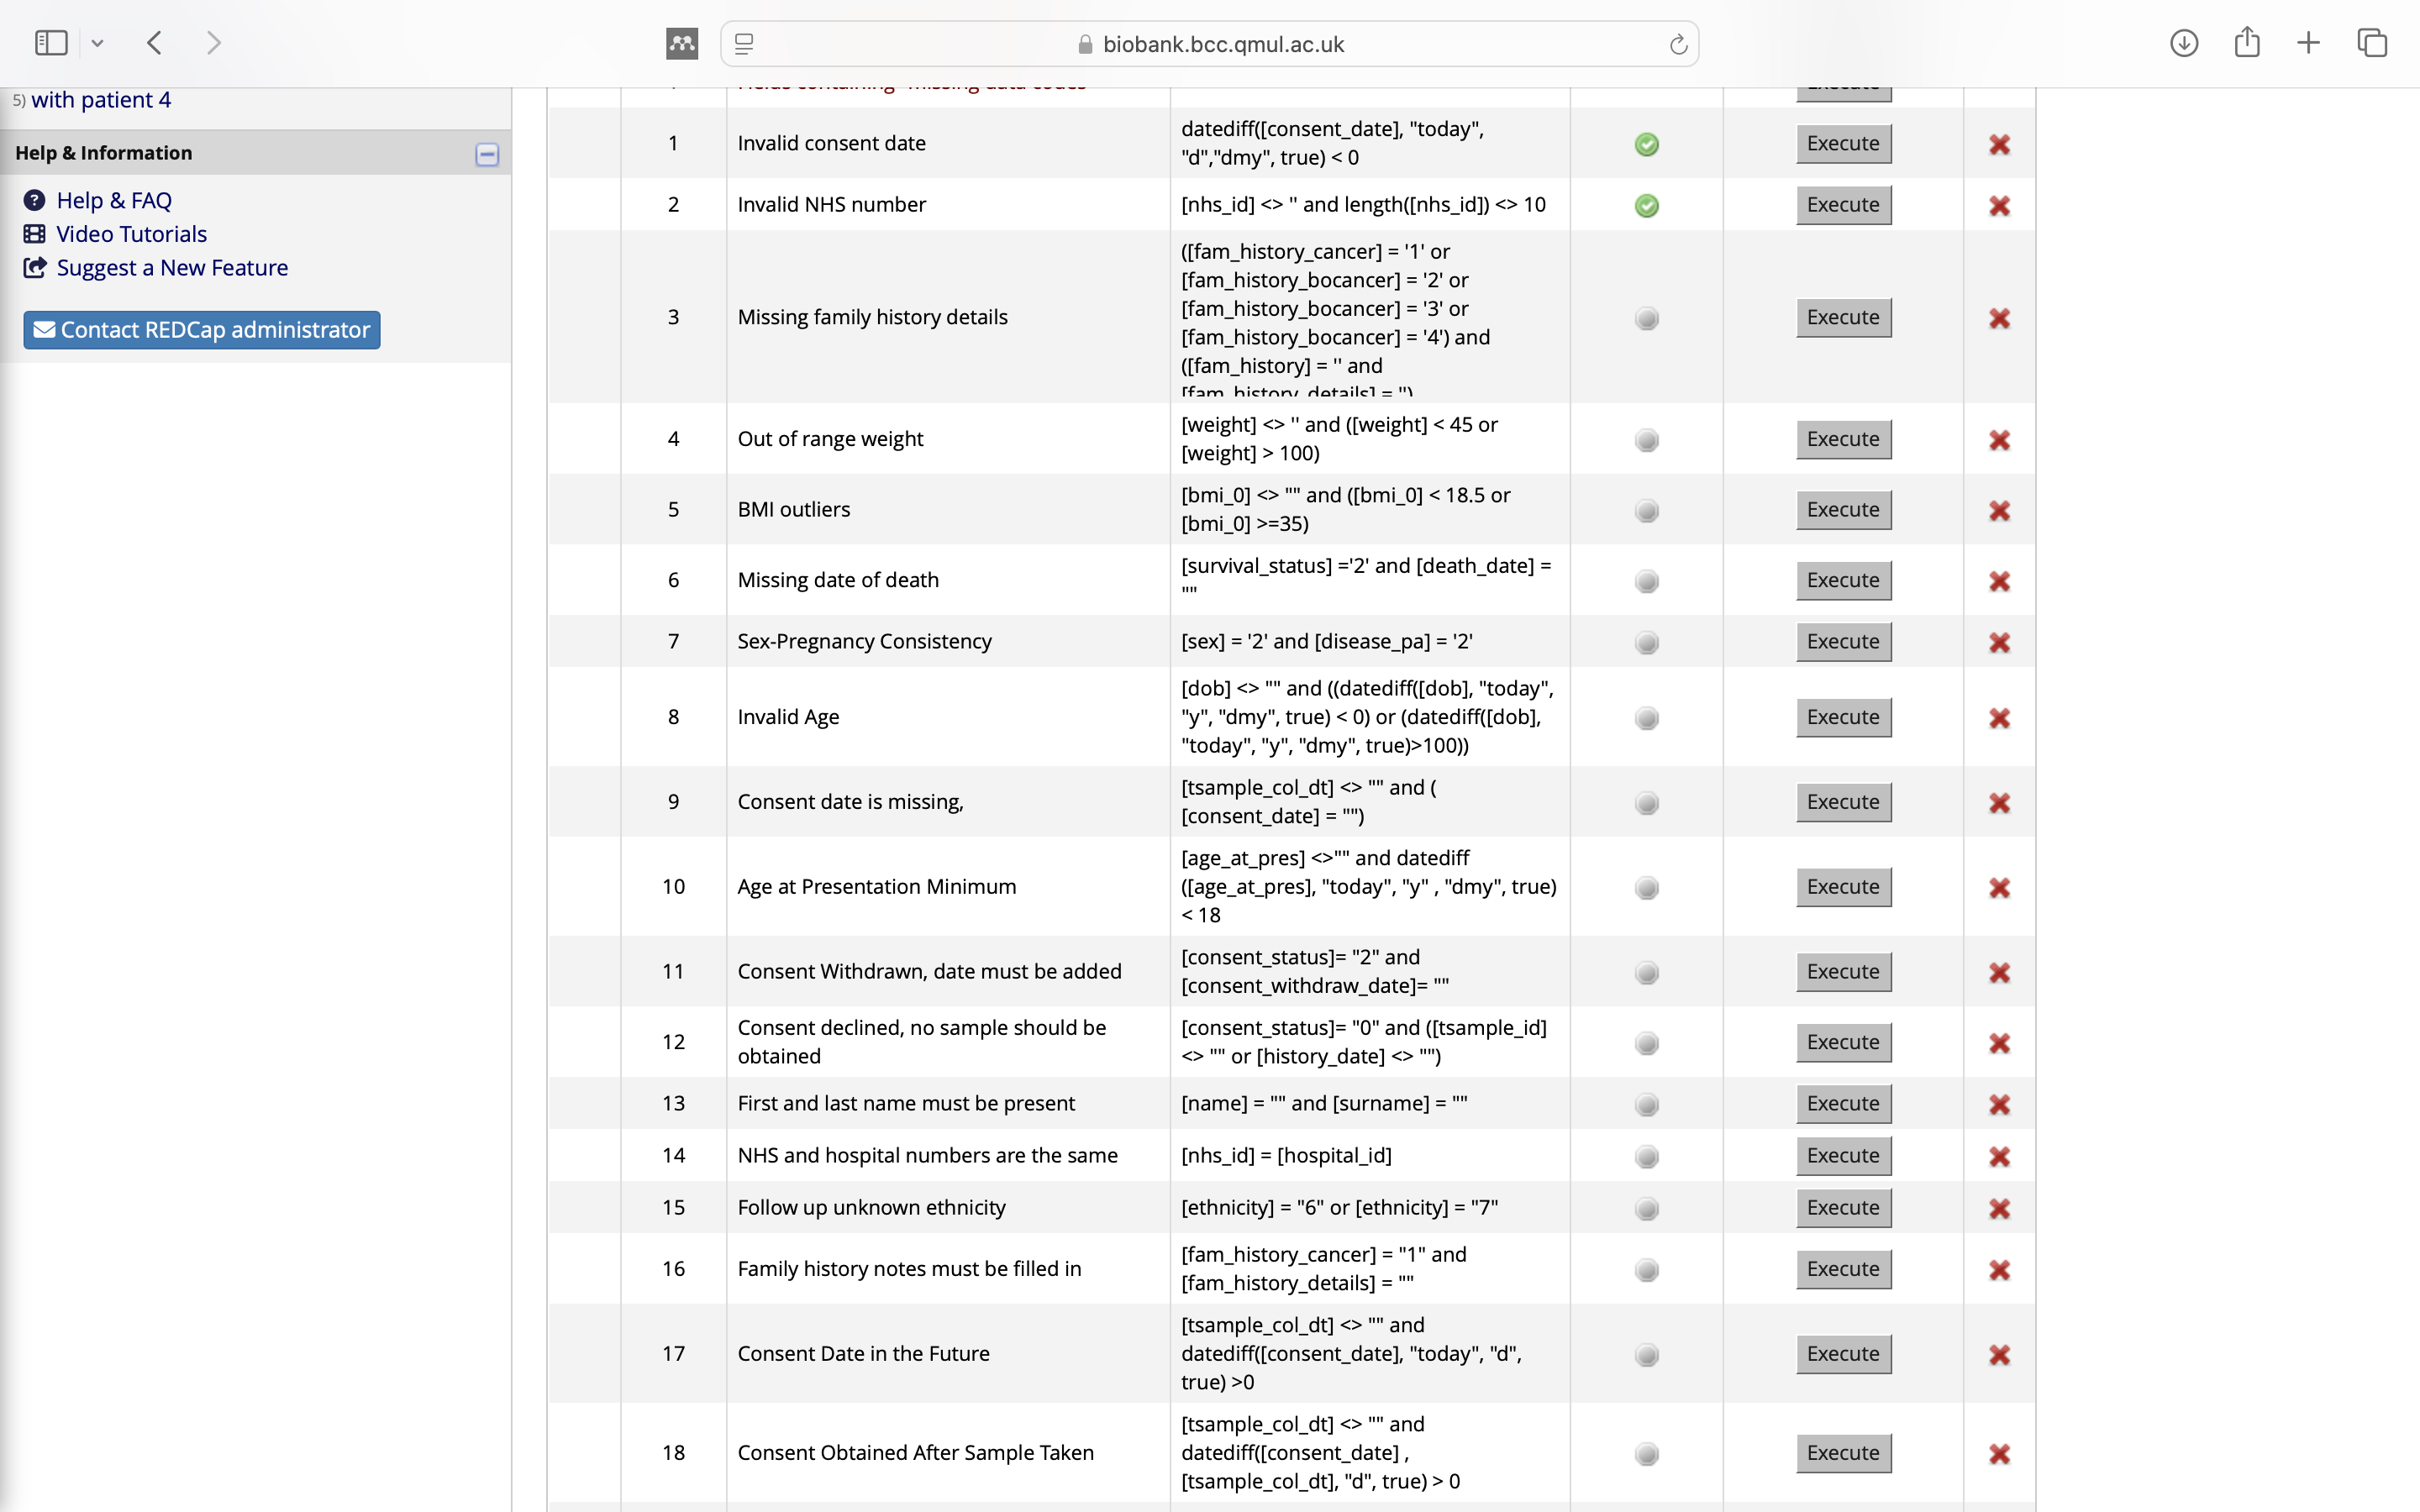 biobank.bcc.qmul.ac.uk
5) with patient 4
Help & Information
Help & FAQ
Video Tutorials
Suggest a New Feature
Contact REDCap administrator
1 Invalid consent date datediff([consent_date], "today", Execute
"d","dmy", true) < 0
2 Invalid NHS number [nhs_id] <> '' and length([nhs_id]) <> 10 Execute
([fam_history_cancer] = '1' or
[fam_history_bocancer] = '2' or
[fam_history_bocancer] = '3' or
3 Missing family history details [fam_history_bocancer] = '4') and Execute
([fam_history] = '' and
[fam_history_details] = '')
4 Out of range weight [weight] <> '' and ([weight] < 45 or Execute
[weight] > 100)
5 BMI outliers [bmi_0] <> "" and ([bmi_0] < 18.5 or Execute
[bmi_0] >=35)
6 Missing date of death [survival_status] ='2' and [death_date] = Execute
""
7 Sex-Pregnancy Consistency [sex] = '2' and [disease_pa] = '2' Execute
[dob] <> "" and ((datediff([dob], "today",
8 Invalid Age "y", "dmy", true) < 0) or (datediff([dob], Execute
"today", "y", "dmy", true)>100))
9 Consent date is missing, [tsample_col_dt] <> "" and ( Execute
[consent_date] = "")
[age_at_pres] <>"" and datediff
10 Age at Presentation Minimum ([age_at_pres], "today", "y" , "dmy", true) Execute
< 18
11 Consent Withdrawn, date must be added [consent_status]= "2" and Execute
[consent_withdraw_date]= ""
12 Consent declined, no sample should be [consent_status]= "0" and ([tsample_id] Execute
obtained <> "" or [history_date] <> "")
13 First and last name must be present [name] = "" and [surname] = "" Execute
14 NHS and hospital numbers are the same [nhs_id] = [hospital_id] Execute
15 Follow up unknown ethnicity [ethnicity] = "6" or [ethnicity] = "7" Execute
16 Family history notes must be filled in [fam_history_cancer] = "1" and Execute
[fam_history_details] = ""
[tsample_col_dt] <> "" and
17 Consent Date in the Future datediff([consent_date], "today", "d", Execute
true) >0
[tsample_col_dt] <> "" and
18 Consent Obtained After Sample Taken datediff([consent_date] , Execute
[tsample_col_dt], "d", true) > 0